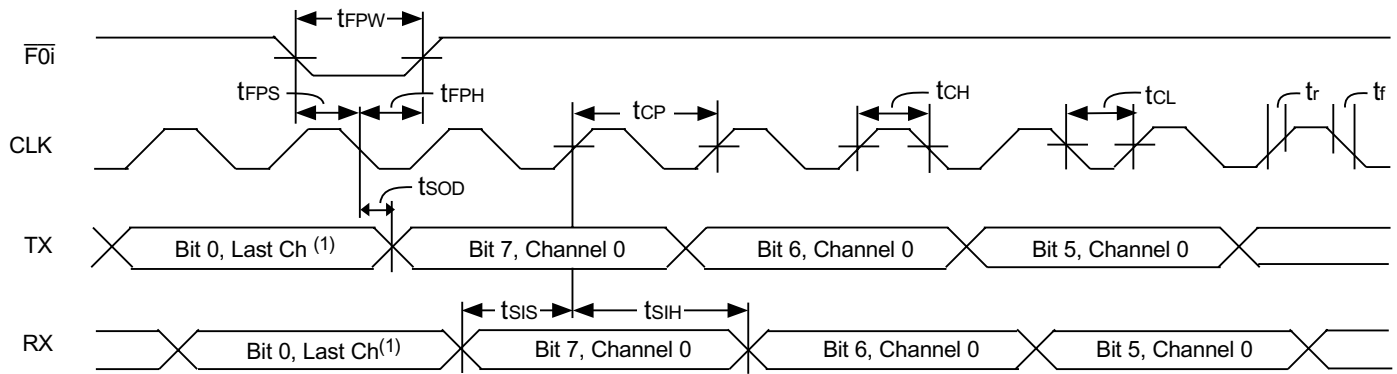 tFPW
F0i
tFPS
tFPH
tCP
tCH
tCL
tr
tf
CLK
tSOD
TX
Bit 0, Last Ch (1)
Bit 7, Channel 0
Bit 6, Channel 0
Bit 5, Channel 0
tSIS
tSIH
RX
Bit 0, Last Ch(1)
Bit 7, Channel 0
Bit 6, Channel 0
Bit 5, Channel 0